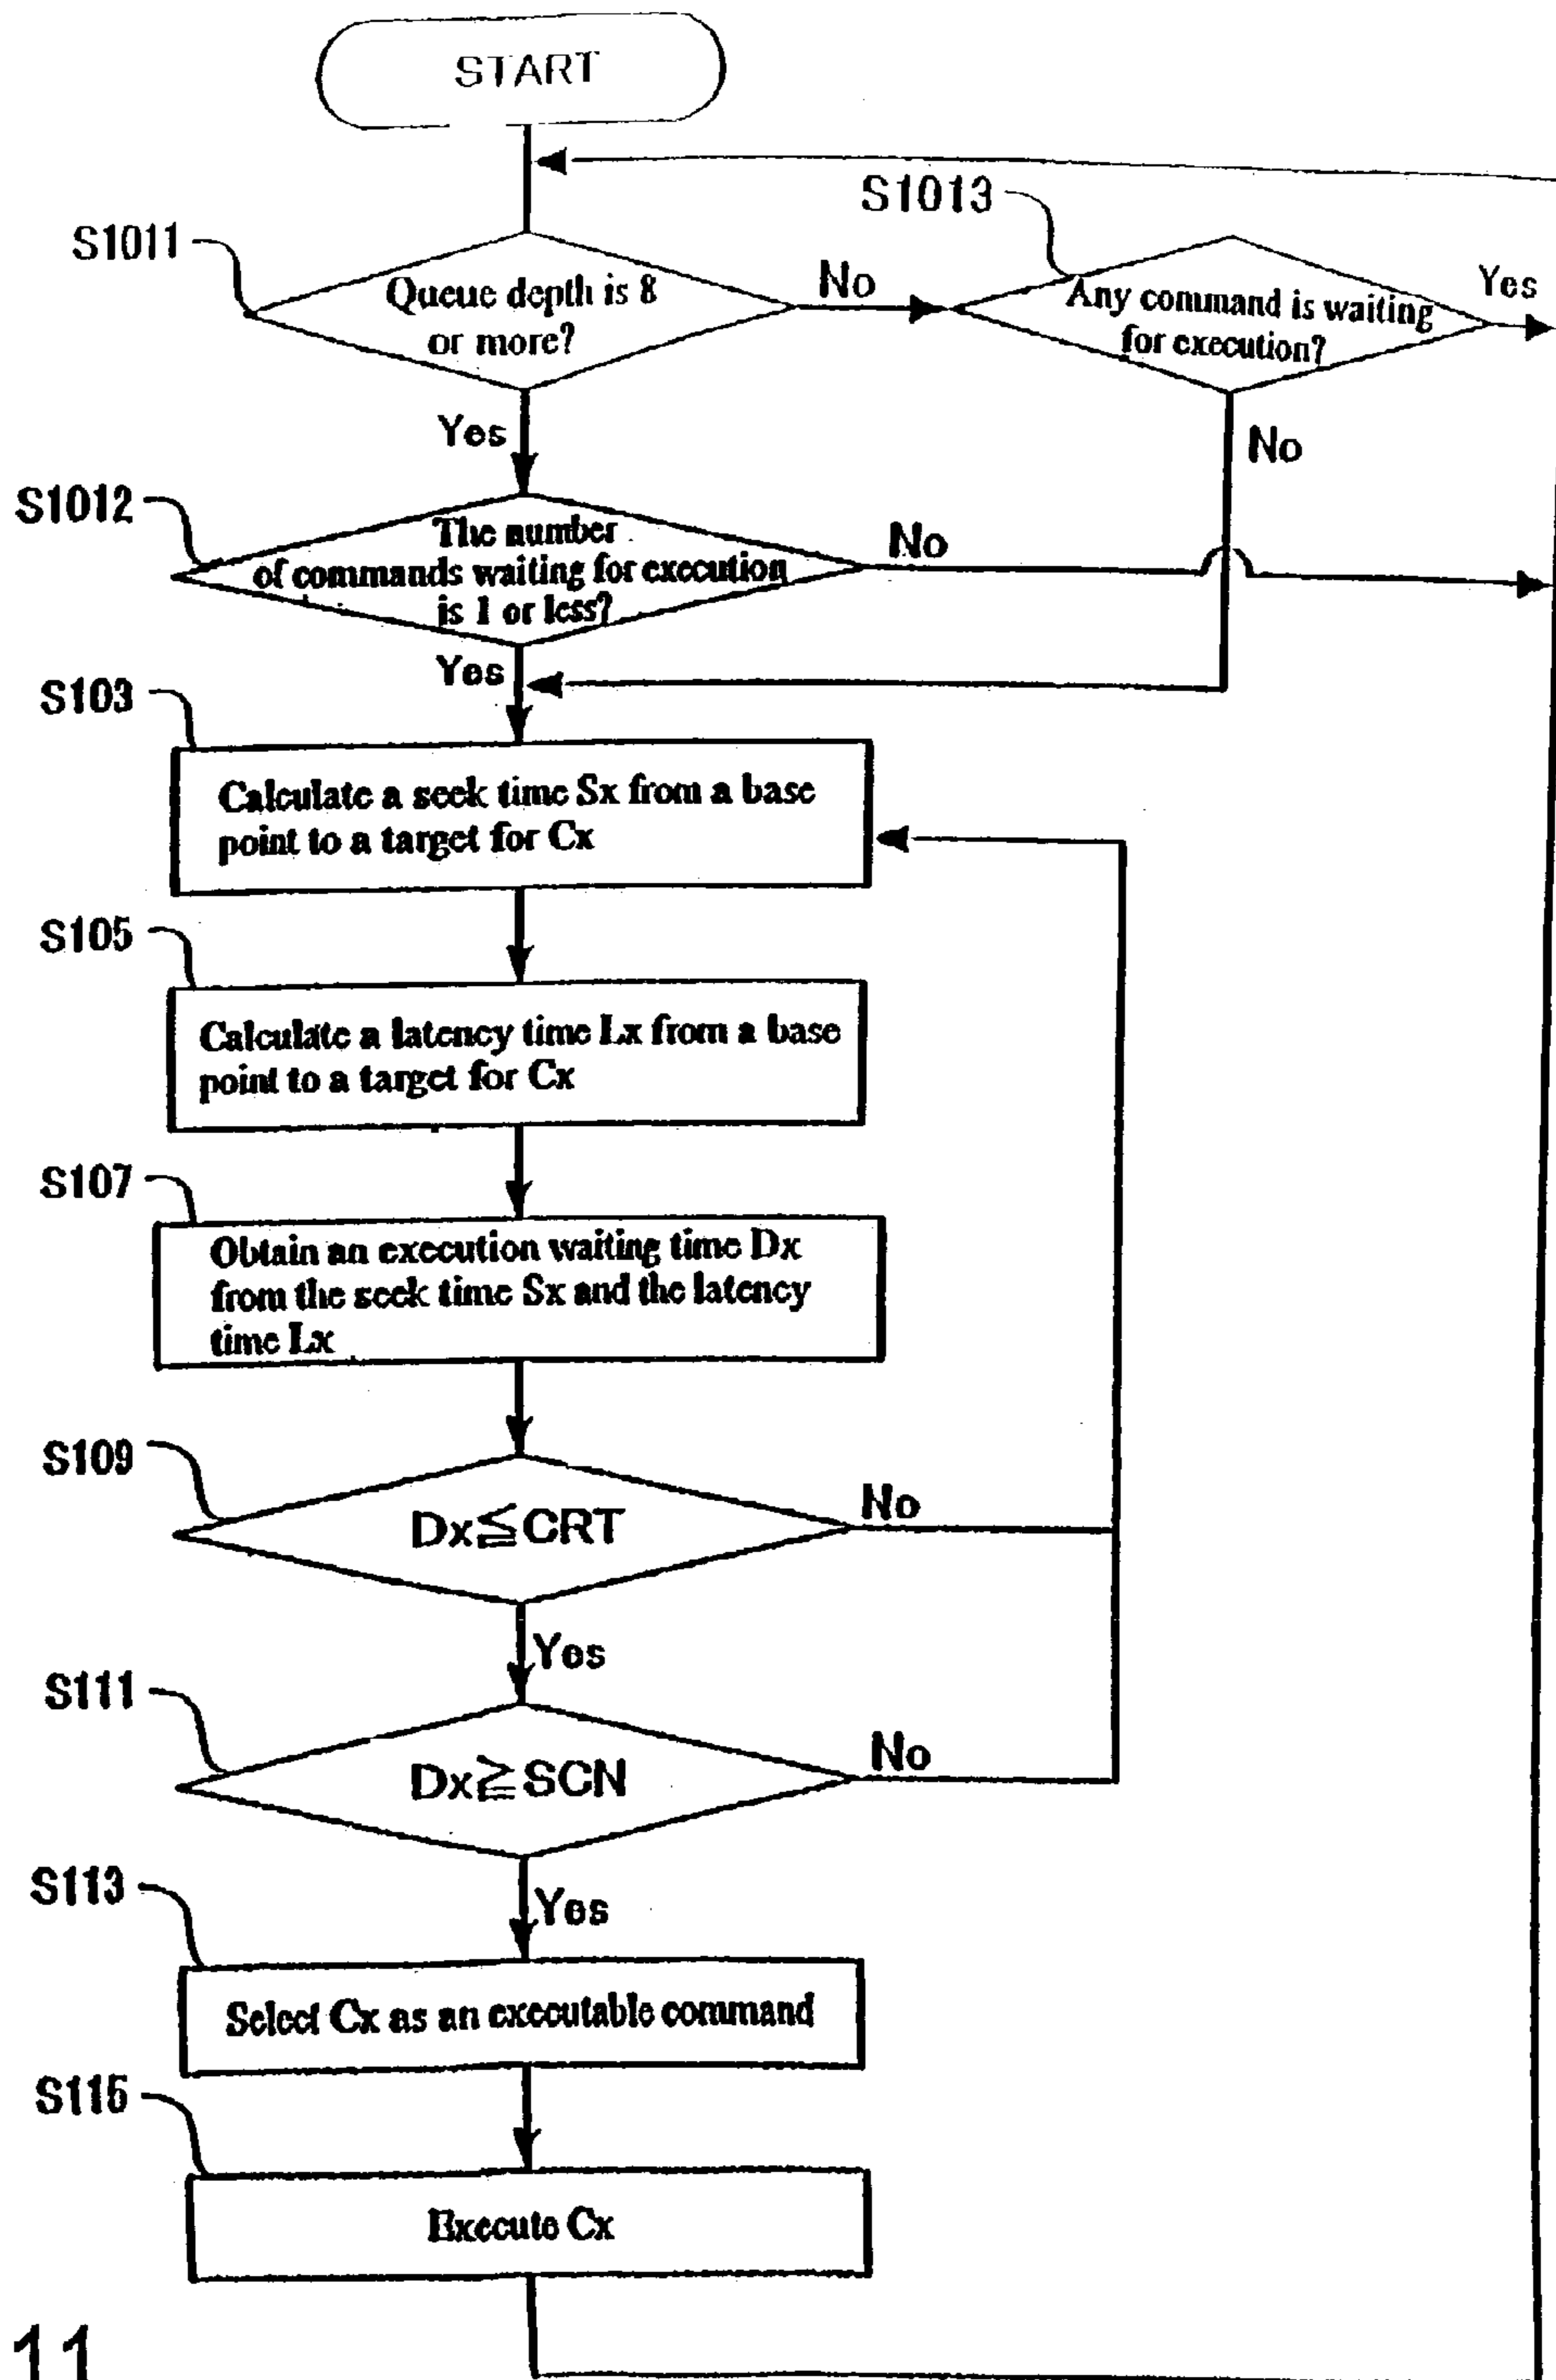 START
S1013
S1011
Queue depth is 8
or more?
No
Any command is waiting
for execution?
Yes
Yes
No
S1012
The number
of commands waiting for execution
is 1 or less?
No
Yes
S103
Calculate a seek time Sx from a base
point to a target for Cx
S105
Calculate a latency time Lx from a base
point to a target for Cx
S107
Obtain an execution waiting time Dx
from the seek time Sx and the latency
time Lx
S109
Dx≦CRT
No
Yes
S111
Dx≧SCN
No
Yes
S113
Select Cx as an executable command
S115
Execute Cx
11